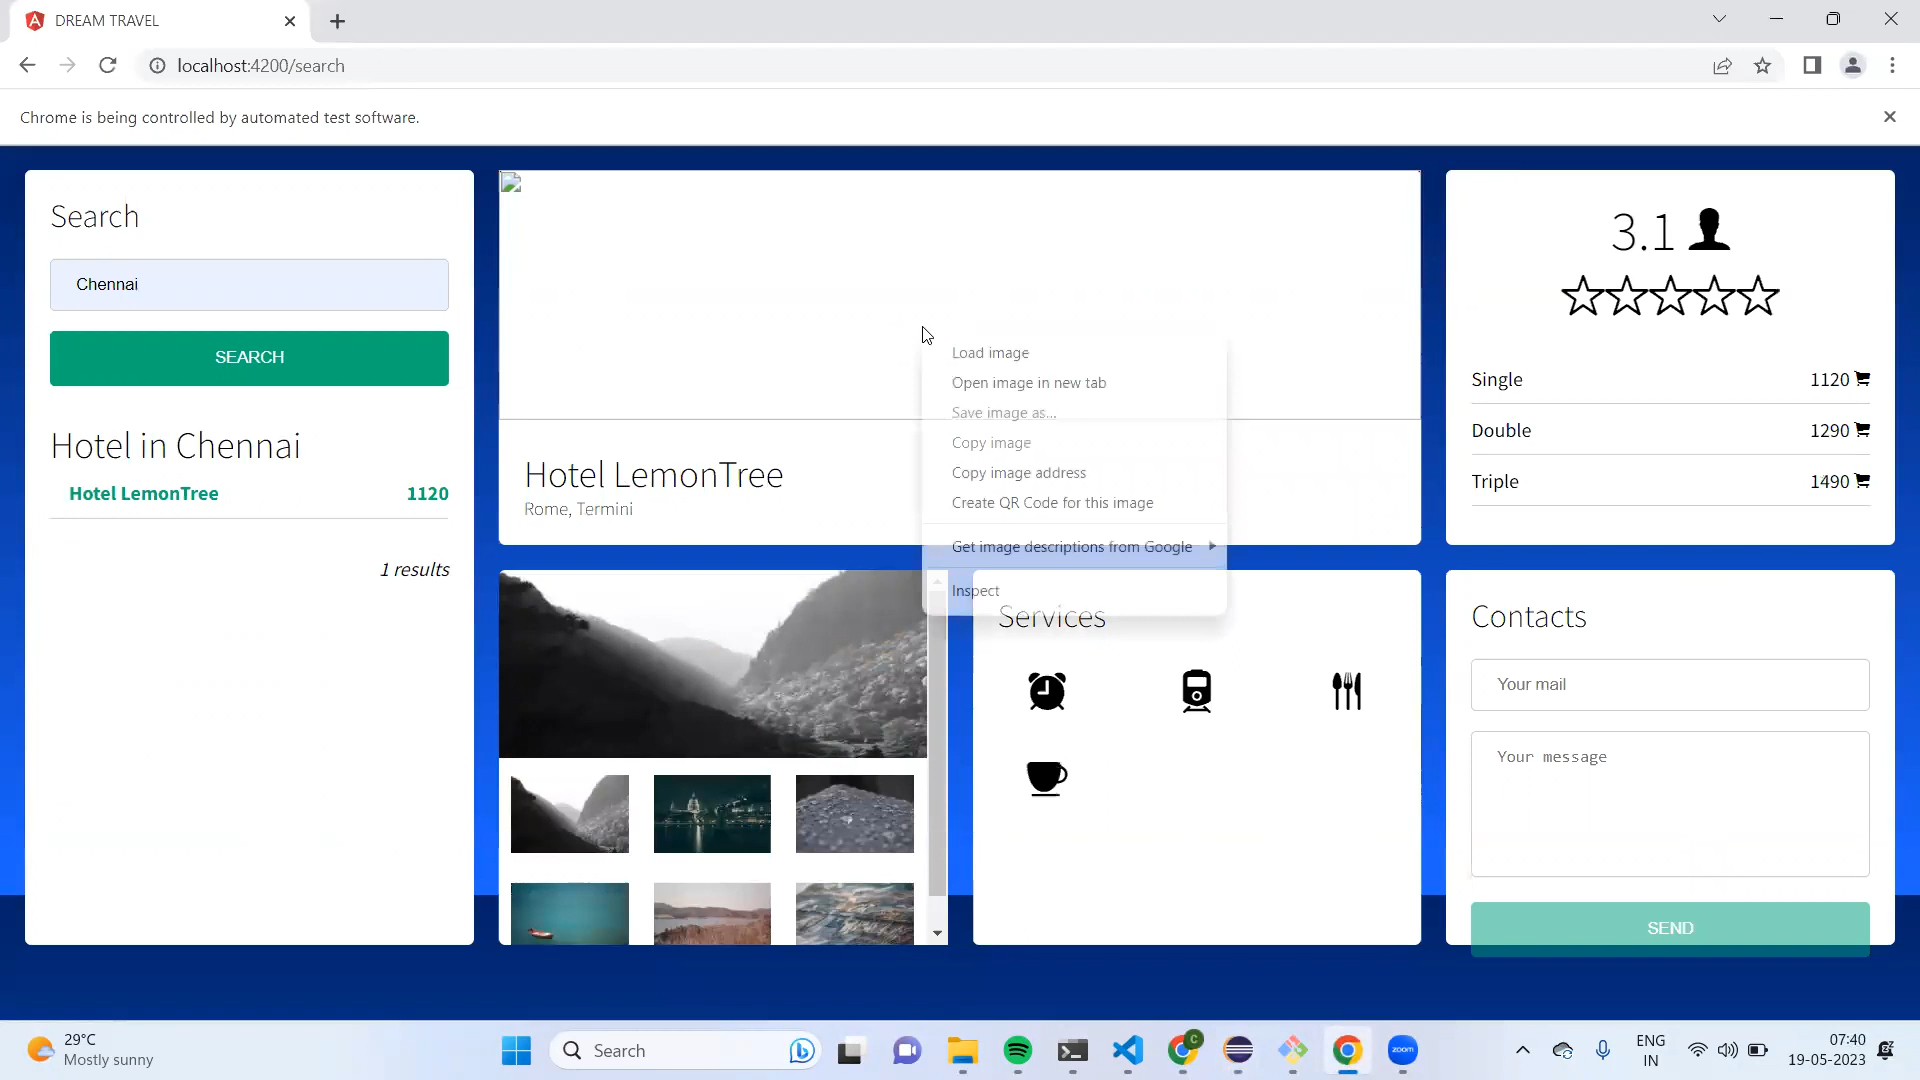 DREAM TRAVEL
localhost:4200/search
Chrome is being controlled by automated test software.
Search
Chennai
SEARCH
Hotel in Chennai
Hotel LemonTree 1120
1 results
Hotel LemonTree
Rome, Termini
Load image
Open image in new tab
Save image as...
Copy image
Copy image address
Create QR Code for this image
Get image descriptions from Google
Inspect
3.1
Single 1120
Double 1290
Triple 1490
Services
Contacts
Your mail
Your message
SEND
29°C
Mostly sunny
Search
C
zoom
ENG
IN
07:40
19-05-2023